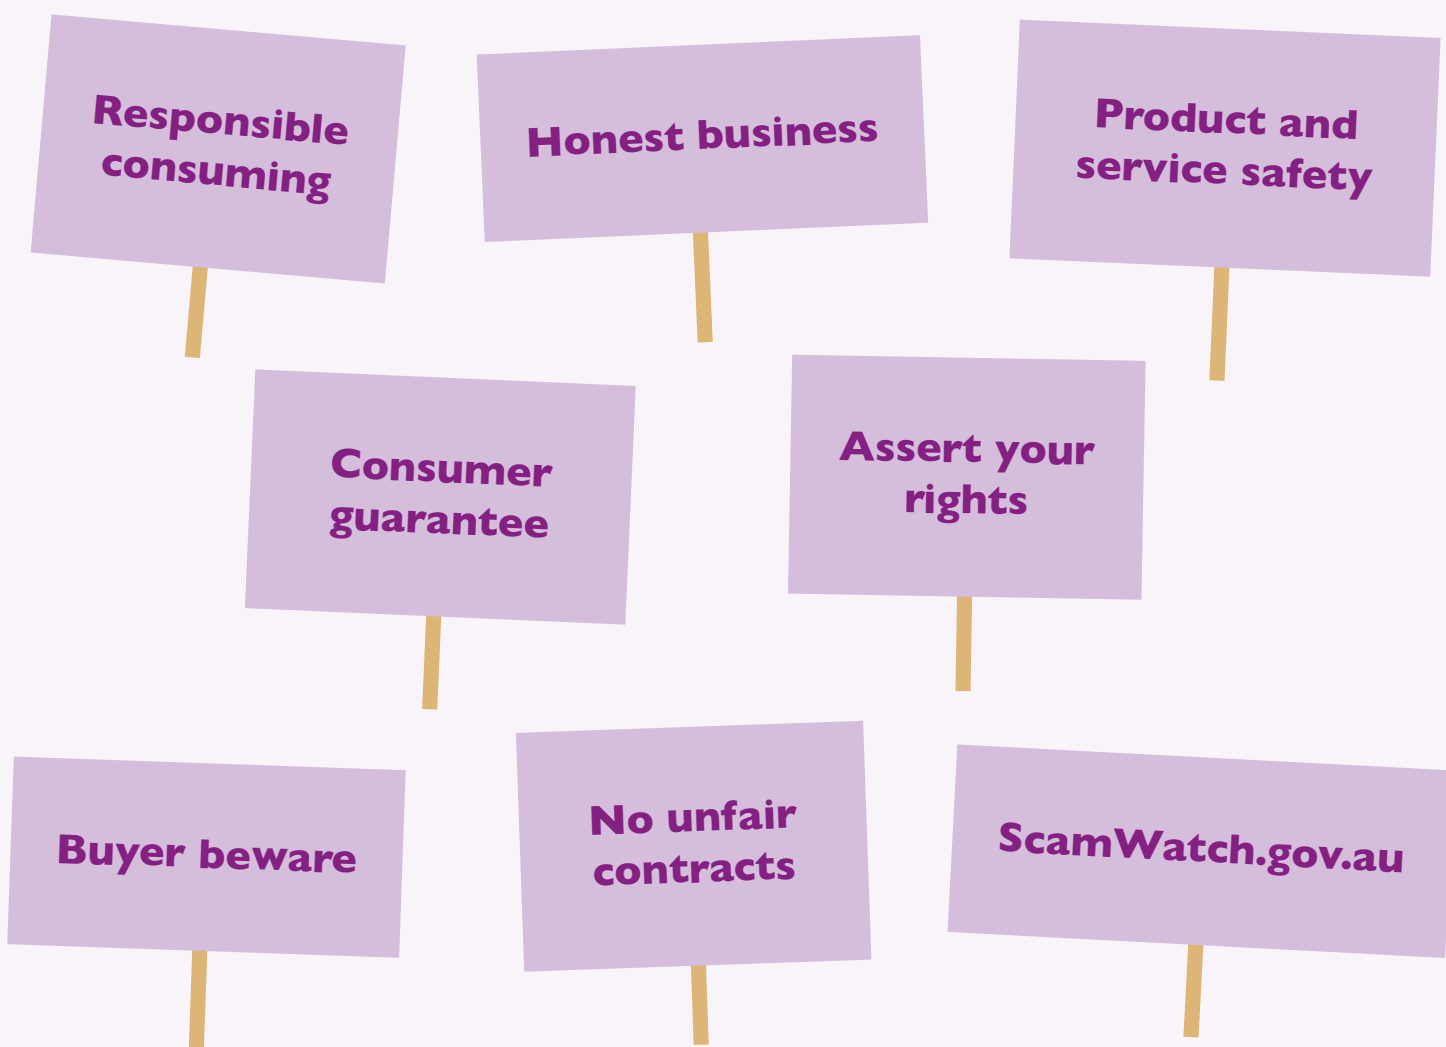 Responsible
consuming
Honest business
Product and
service safety
Consumer
guarantee
Assert your
rights
Buyer beware
No unfair
contracts
ScamWatch.gov.au